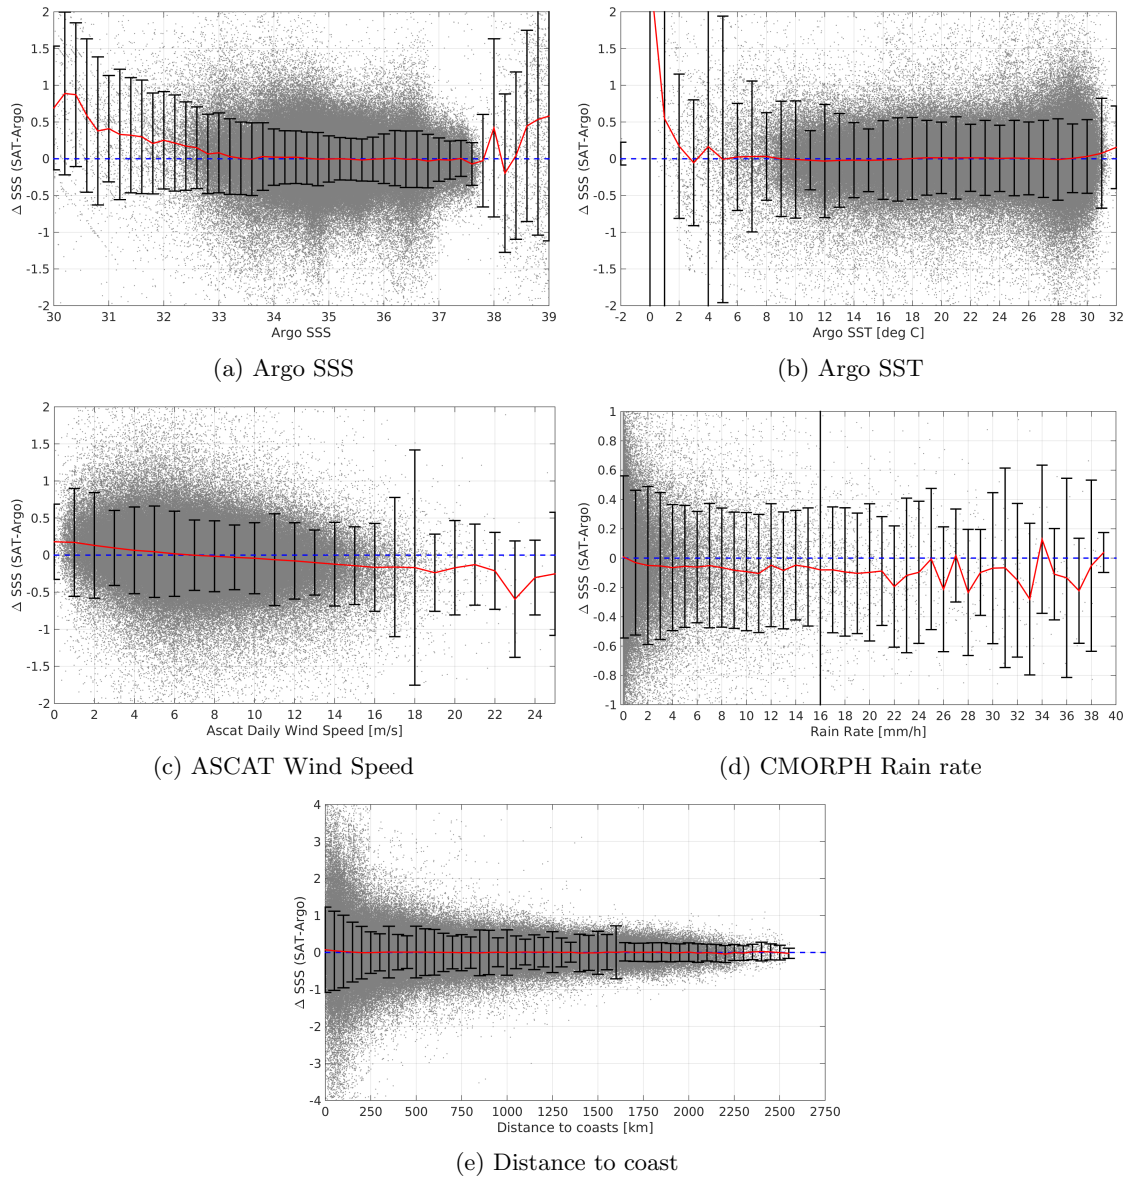 2
1.5
1
0.5
0
-0.5
-1
-1.5
-2
Δ SSS (SAT-Argo)
30 31 32 33 34 35 36 37 38 39
Argo SSS
(a) Argo SSS
2
1.5
1
0.5
0
-0.5
-1
-1.5
-2
Δ SSS (SAT-Argo)
-2 0 2 4 6 8 10 12 14 16 18 20 22 24 26 28 30 32
Argo SST [deg C]
(b) Argo SST
2
1.5
1
0.5
0
-0.5
-1
-1.5
-2
Δ SSS (SAT-Argo)
0 2 4 6 8 10 12 14 16 18 20 22 24
Ascat Daily Wind Speed [m/s]
(c) ASCAT Wind Speed
1
0.8
0.6
0.4
0.2
0
-0.2
-0.4
-0.6
-0.8
-1
Δ SSS (SAT-Argo)
0 2 4 6 8 10 12 14 16 18 20 22 24 26 28 30 32 34 36 38 40
Rain Rate [mm/h]
(d) CMORPH Rain rate
4
3
2
1
0
-1
-2
-3
-4
Δ SSS (SAT-Argo)
0 250 500 750 1000 1250 1500 1750 2000 2250 2500 2750
Distance to coasts [km]
(e) Distance to coast